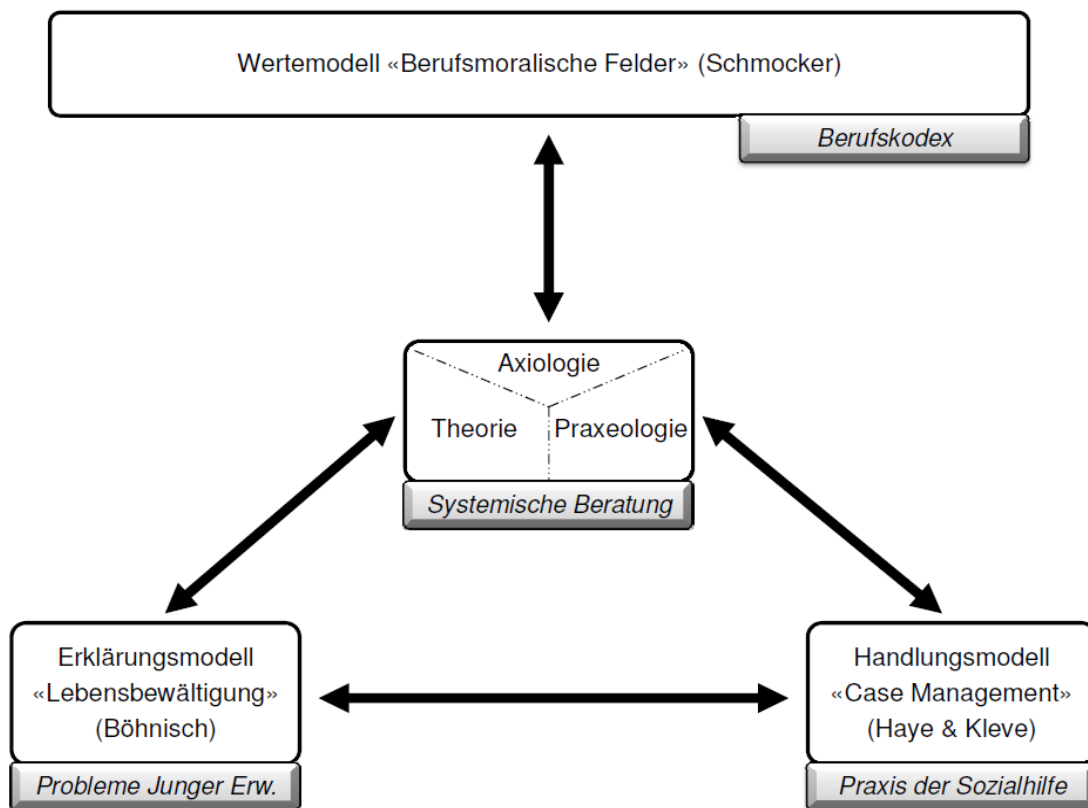 Wertemodell «Berufsmoralische Felder» (Schmocker)
Berufskodex
Axiologie
Theorie
Praxeologie
Systemische Beratung
Erklärungsmodell
«Lebensbewältigung»
(Böhnisch)
Probleme Junger Erw.
Handlungsmodell
«Case Management»
(Haye & Kleve)
Praxis der Sozialhilfe